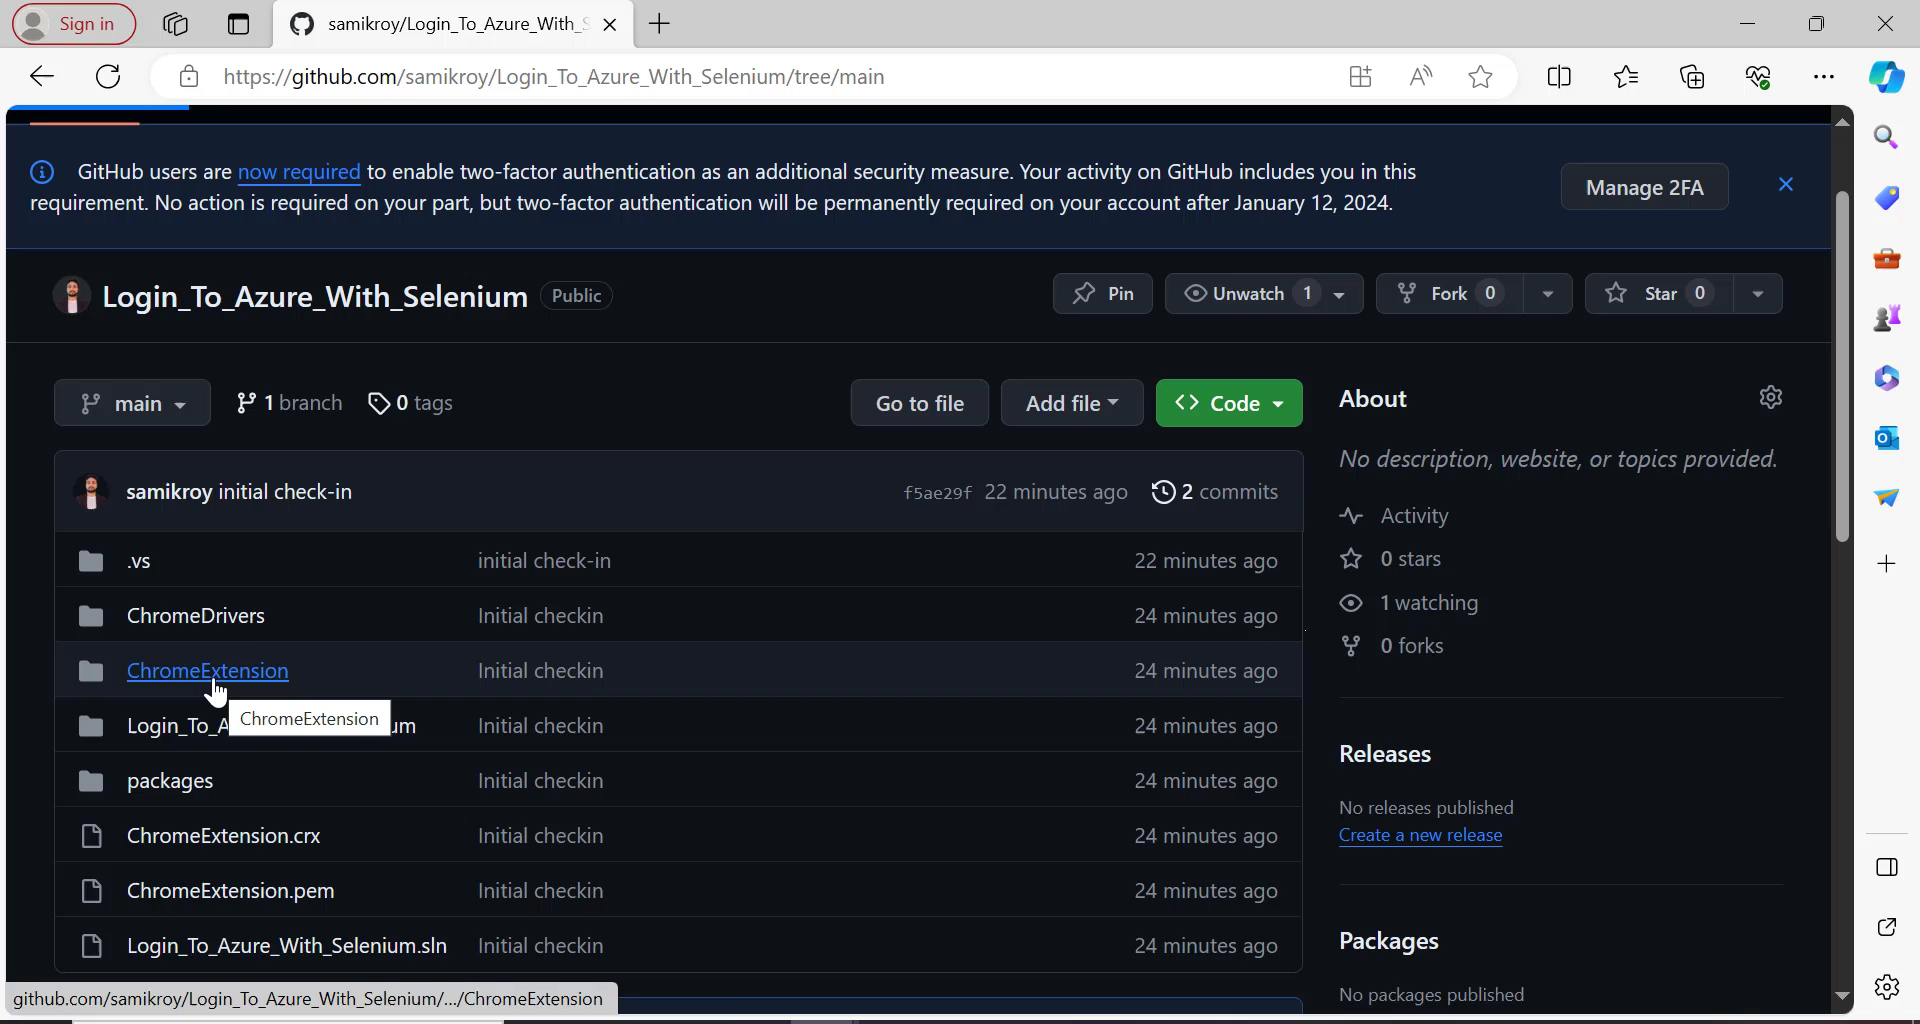 Sign in
samikroy/Login_To_Azure_With_S
https://github.com/samikroy/Login_To_Azure_With_Selenium/tree/main
GitHub users are now required to enable two-factor authentication as an additional security measure. Your activity on GitHub includes you in this
requirement. No action is required on your part, but two-factor authentication will be permanently required on your account after January 12, 2024.
Manage 2FA
Login_To_Azure_With_Selenium Public
Pin
Unwatch 1
Fork 0
Star 0
main
1 branch
0 tags
Go to file
Add file
<> Code
About
No description, website, or topics provided.
Activity
0 stars
1 watching
0 forks
samikroy initial check-in f5ae29f 22 minutes ago 2 commits
.vs initial check-in 22 minutes ago
ChromeDrivers Initial checkin 24 minutes ago
ChromeExtension Initial checkin 24 minutes ago
ChromeExtension
Login_To_A um Initial checkin 24 minutes ago
packages Initial checkin 24 minutes ago
ChromeExtension.crx Initial checkin 24 minutes ago
ChromeExtension.pem Initial checkin 24 minutes ago
Login_To_Azure_With_Selenium.sln Initial checkin 24 minutes ago
Releases
No releases published
Create a new release
Packages
No packages published
github.com/samikroy/Login_To_Azure_With_Selenium/.../ChromeExtension